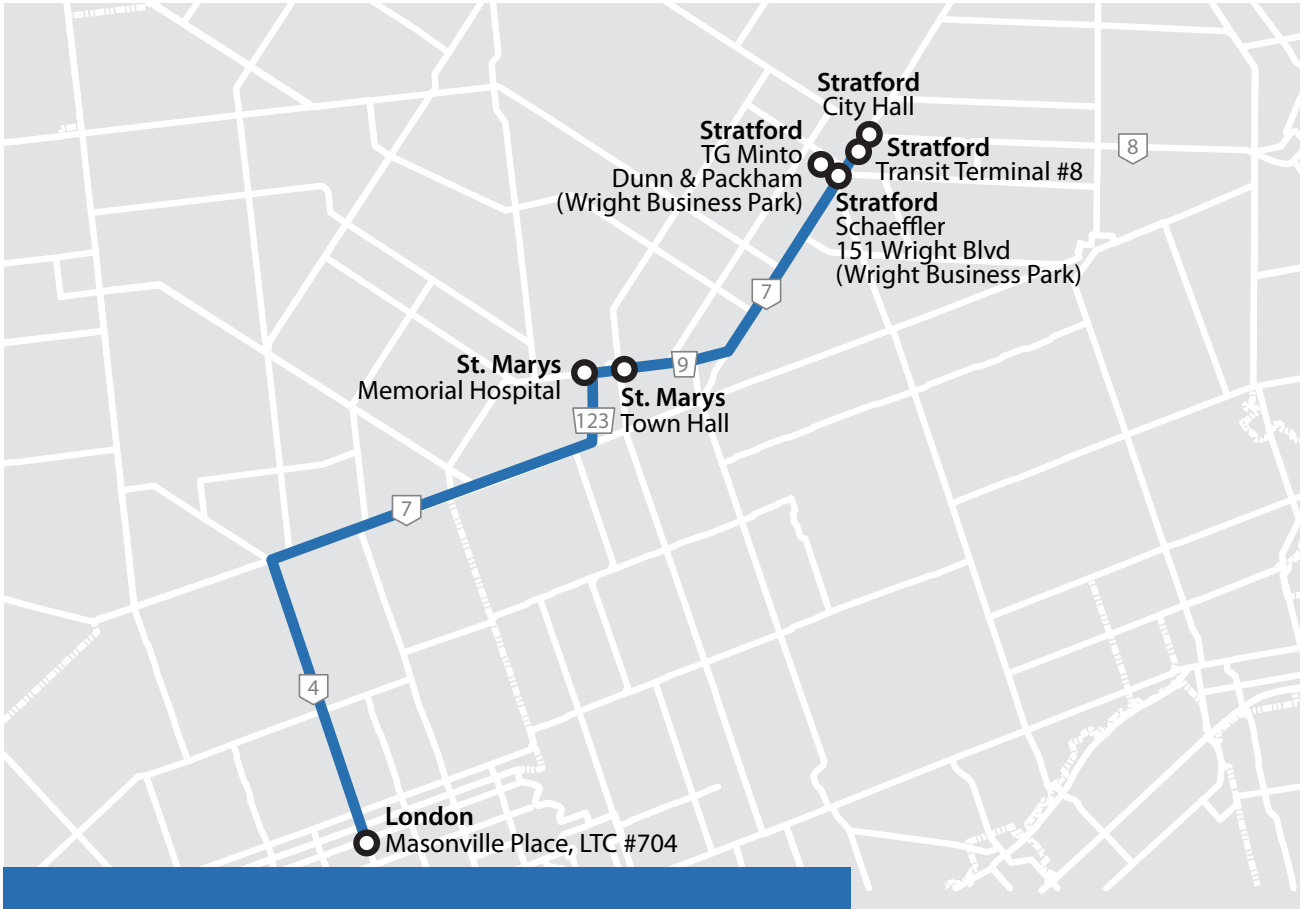 Stratford
City Hall
Stratford
TG Minto
Dunn & Packham
(Wright Business Park)
8
Stratford
Transit Terminal #8
Stratford
Schaeffler
151 Wright Blvd
(Wright Business Park)
7
9
St. Marys
Memorial Hospital
St. Marys
Town Hall
123
7
4
London
Masonville Place, LTC #704